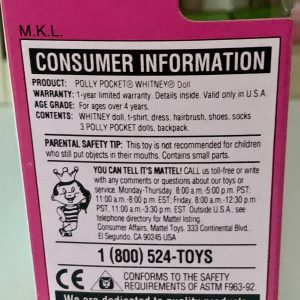 M.K.L.
CONSUMER INFORMATION
PRODUCT: POLLY POCKET® WHITNEY® Doll
WARRANTY: 1-year limited warranty. Details inside. Valid only in U.S.A.
AGE GRADE: For ages over 4 years.
CONTENTS: WHITNEY doll, t-shirt, dress, hairbrush, shoes, socks
3 POLLY POCKET dolls, backpack.
PARENTAL SAFETY TIP: This toy is not recommended for children
who still put objects in their mouths. Contains small parts.
YOU CAN TELL IT'S MATTEL! CALL us toll-free or write
with any comments or questions about our toys or
service. Monday-Thursday, 8:00 a.m.-5:00 p.m. PST;
11:00 a.m.-8:00 p.m. EST, Friday, 8:00 a.m.-12:30 p.m.
PST; 11:00 a.m.-3:30 p.m. EST. Outside U.S.A., see
telephone directory for Mattel listing.
Consumer Affairs, Mattel Toys, 333 Continental Blvd.,
El Segundo, CA 90245 USA
1 (800) 524-TOYS
CE
CONFORMS TO THE SAFETY
REQUIREMENTS OF ASTM F963-92.
We are dedicated to quality products